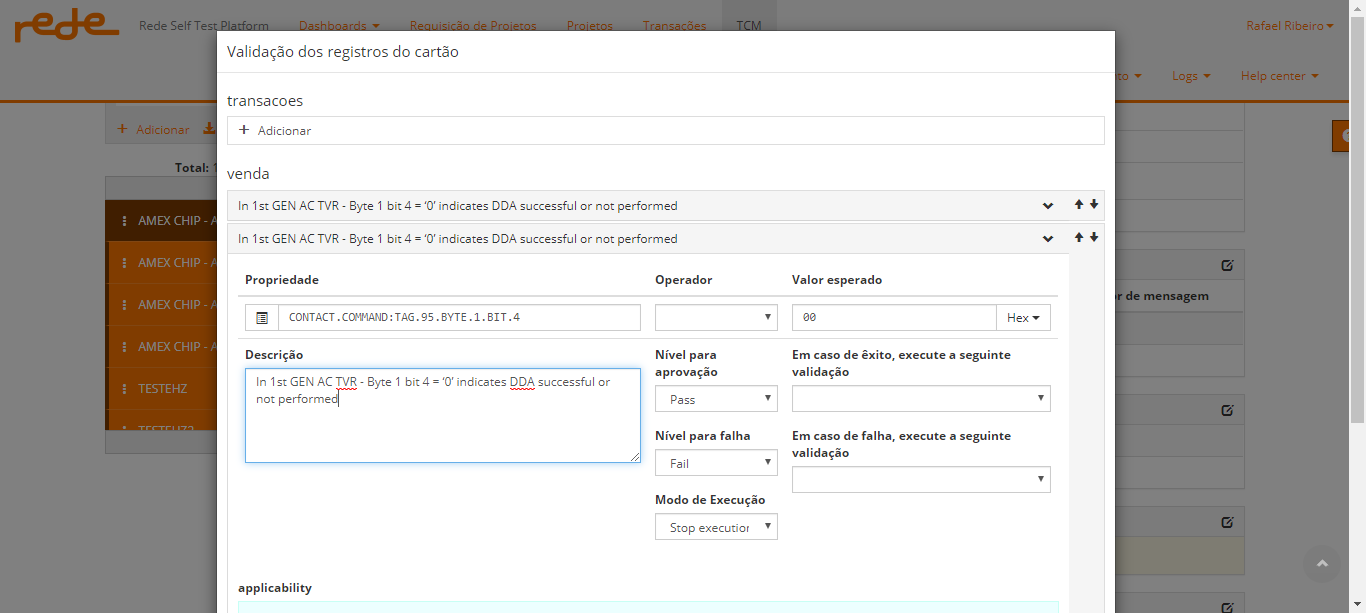 rede
Rede Self Test Platform
Dashboards
Requisição de Projetos
Projetos
Transações
TCM
Rafael Ribeiro
Logs
Help center
Validação dos registros do cartão
transacoes
+ Adicionar
+ Adicionar
Total:
venda
In 1st GEN AC TVR - Byte 1 bit 4 = ‘0’ indicates DDA successful or not performed
AMEX CHIP - A
In 1st GEN AC TVR - Byte 1 bit 4 = ‘0’ indicates DDA successful or not performed
AMEX CHIP - A
AMEX CHIP - A
AMEX CHIP - A
TESTEHZ
Propriedade
Operador
Valor esperado
or de mensagem
CONTACT.COMMAND:TAG.95.BYTE.1.BIT.4
00
Hex
Descrição
In 1st GEN AC TVR - Byte 1 bit 4 = ‘0’ indicates DDA successful or
not performed
Nível para
aprovação
Pass
Em caso de êxito, execute a seguinte
validação
Nível para falha
Fail
Em caso de falha, execute a seguinte
validação
Modo de Execução
Stop execution
applicability